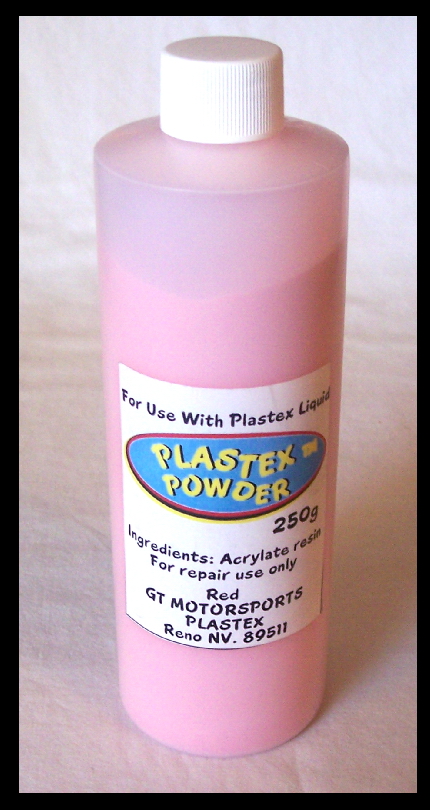 For Use With Plastex Liquid
PLASTEX TM
POWDER
250g
Ingredients: Acrylate resin
For repair use only
Red
GT MOTORSPORTS
PLASTEX
Reno NV. 89511